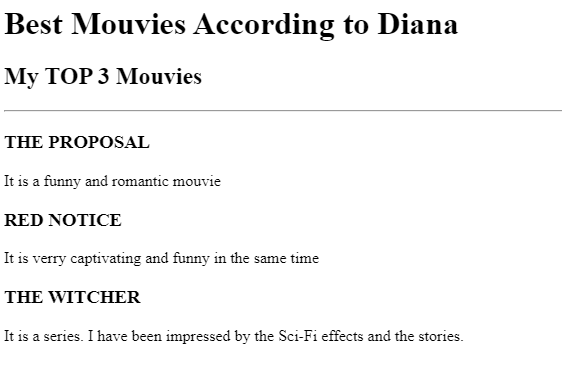 Best Mouvies According to Diana
My TOP 3 Mouvies
THE PROPOSAL
It is a funny and romantic mouvie
RED NOTICE
It is verry captivating and funny in the same time
THE WITCHER
It is a series. I have been impressed by the Sci-Fi effects and the stories.